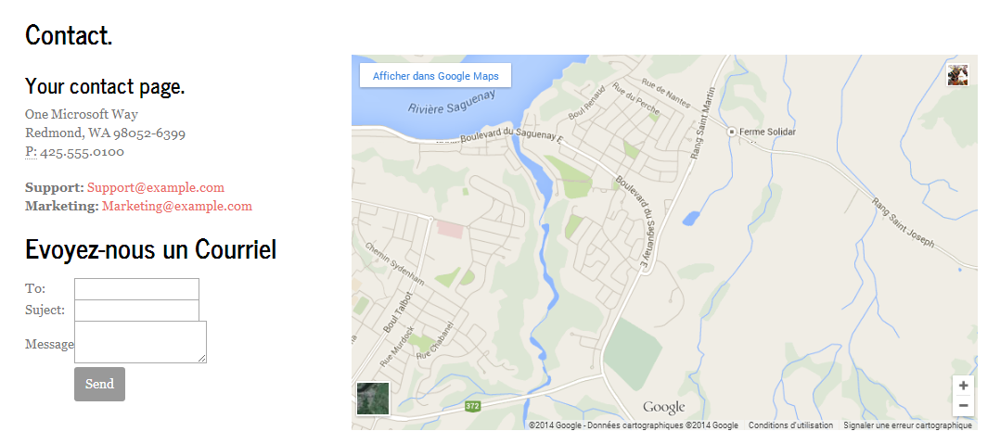 Contact.
Your contact page.
One Microsoft Way
Redmond, WA 98052-6399
P: 425.555.0100
Support: Support@example.com
Marketing: Marketing@example.com
Evoyez-nous un Courriel
To:
Suject:
Message
Send
Afficher dans Google Maps
Rivière Saguenay
Boulevard du Saguenay E
Boul Renaud
Rue du Perche
Rue de Nantes
Rang Saint Martin
Ferme Solidar
Boulevard du Saguenay E
Rang Saint Joseph
Chemin Sydenham
Boul Talbot
Rue Murdock
Rue Chabanel
372
Google
+
−
©2014 Google - Données cartographiques ©2014 Google
Conditions d'utilisation
Signaler une erreur cartographique